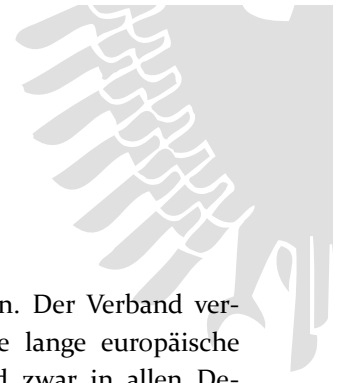 n. Der Verband ver-
e lange europäische
d zwar in allen De-